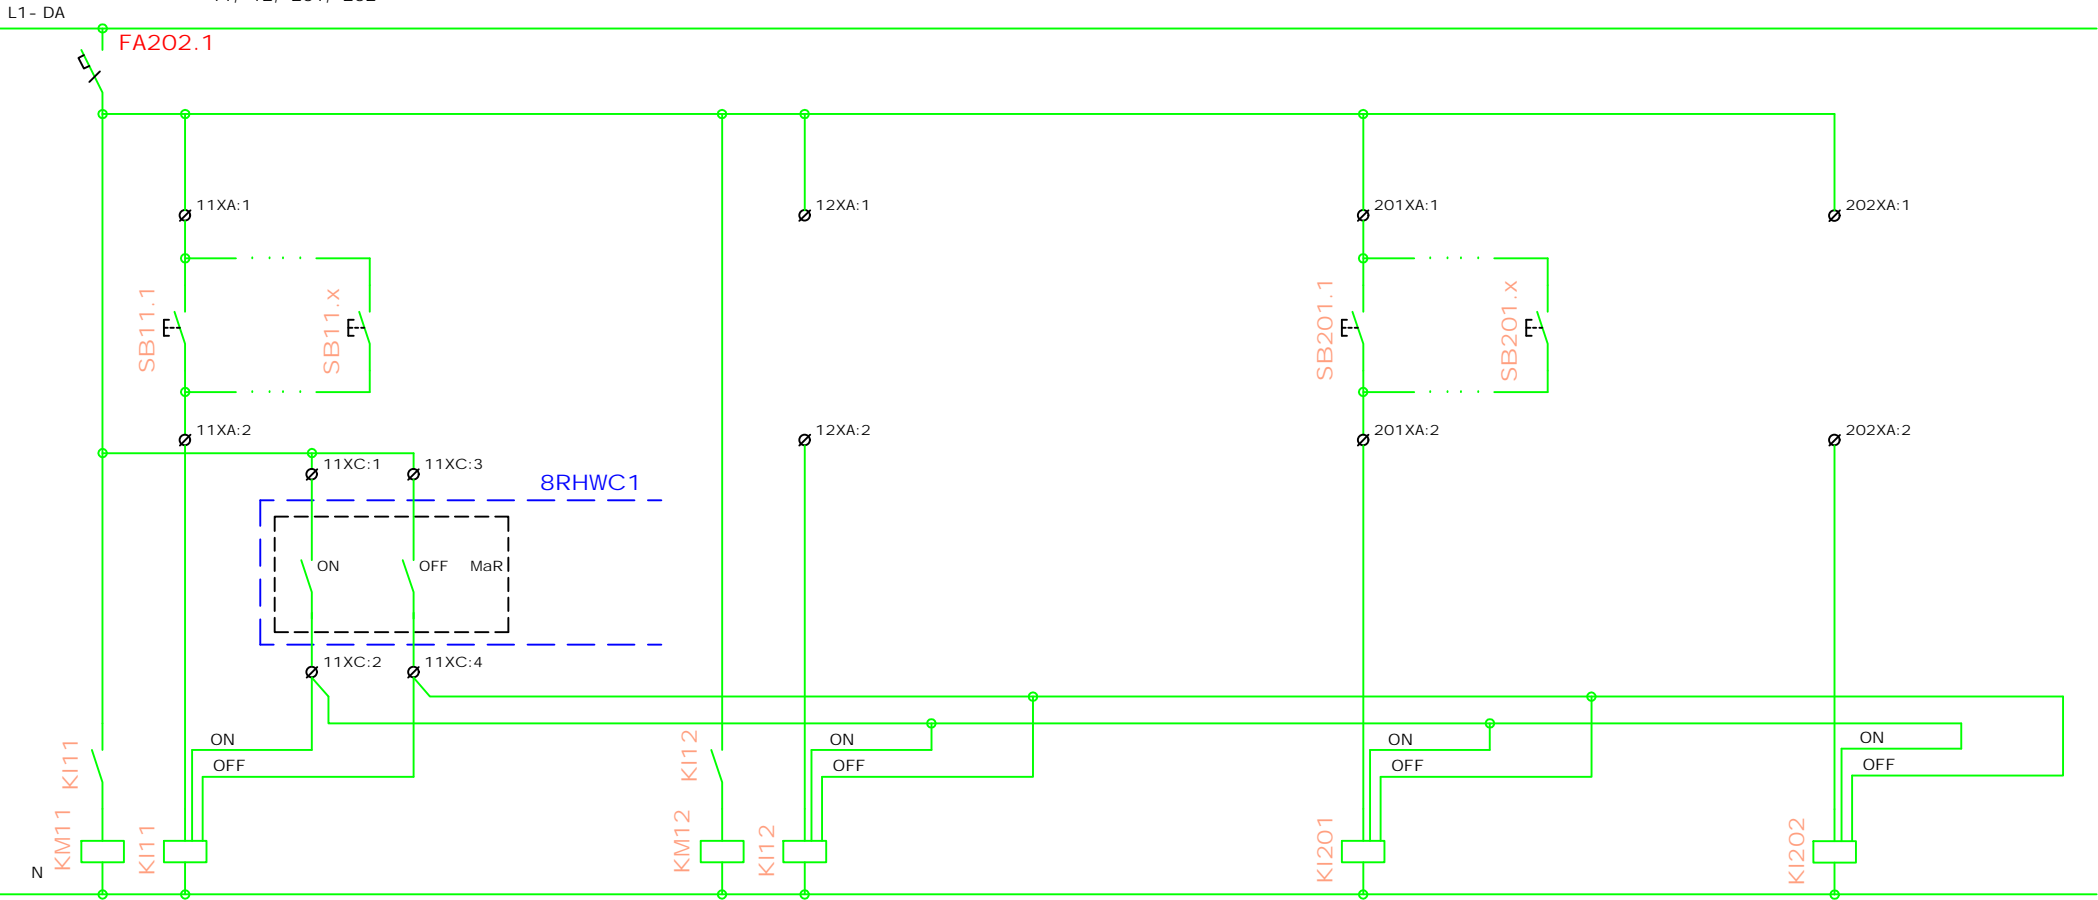 L1- DA
FA202.1
11XA:1
12XA:1
201XA:1
202XA:1
SB11.1
SB11.x
SB201.1
SB201.x
11XA:2
12XA:2
201XA:2
202XA:2
11XC:1
11XC:3
8RHWC1
ON
OFF
MaR
11XC:2
11XC:4
KI11
ON
OFF
KI12
ON
OFF
ON
OFF
ON
OFF
KM11
KI11
KM12
KI12
KI201
KI202
N